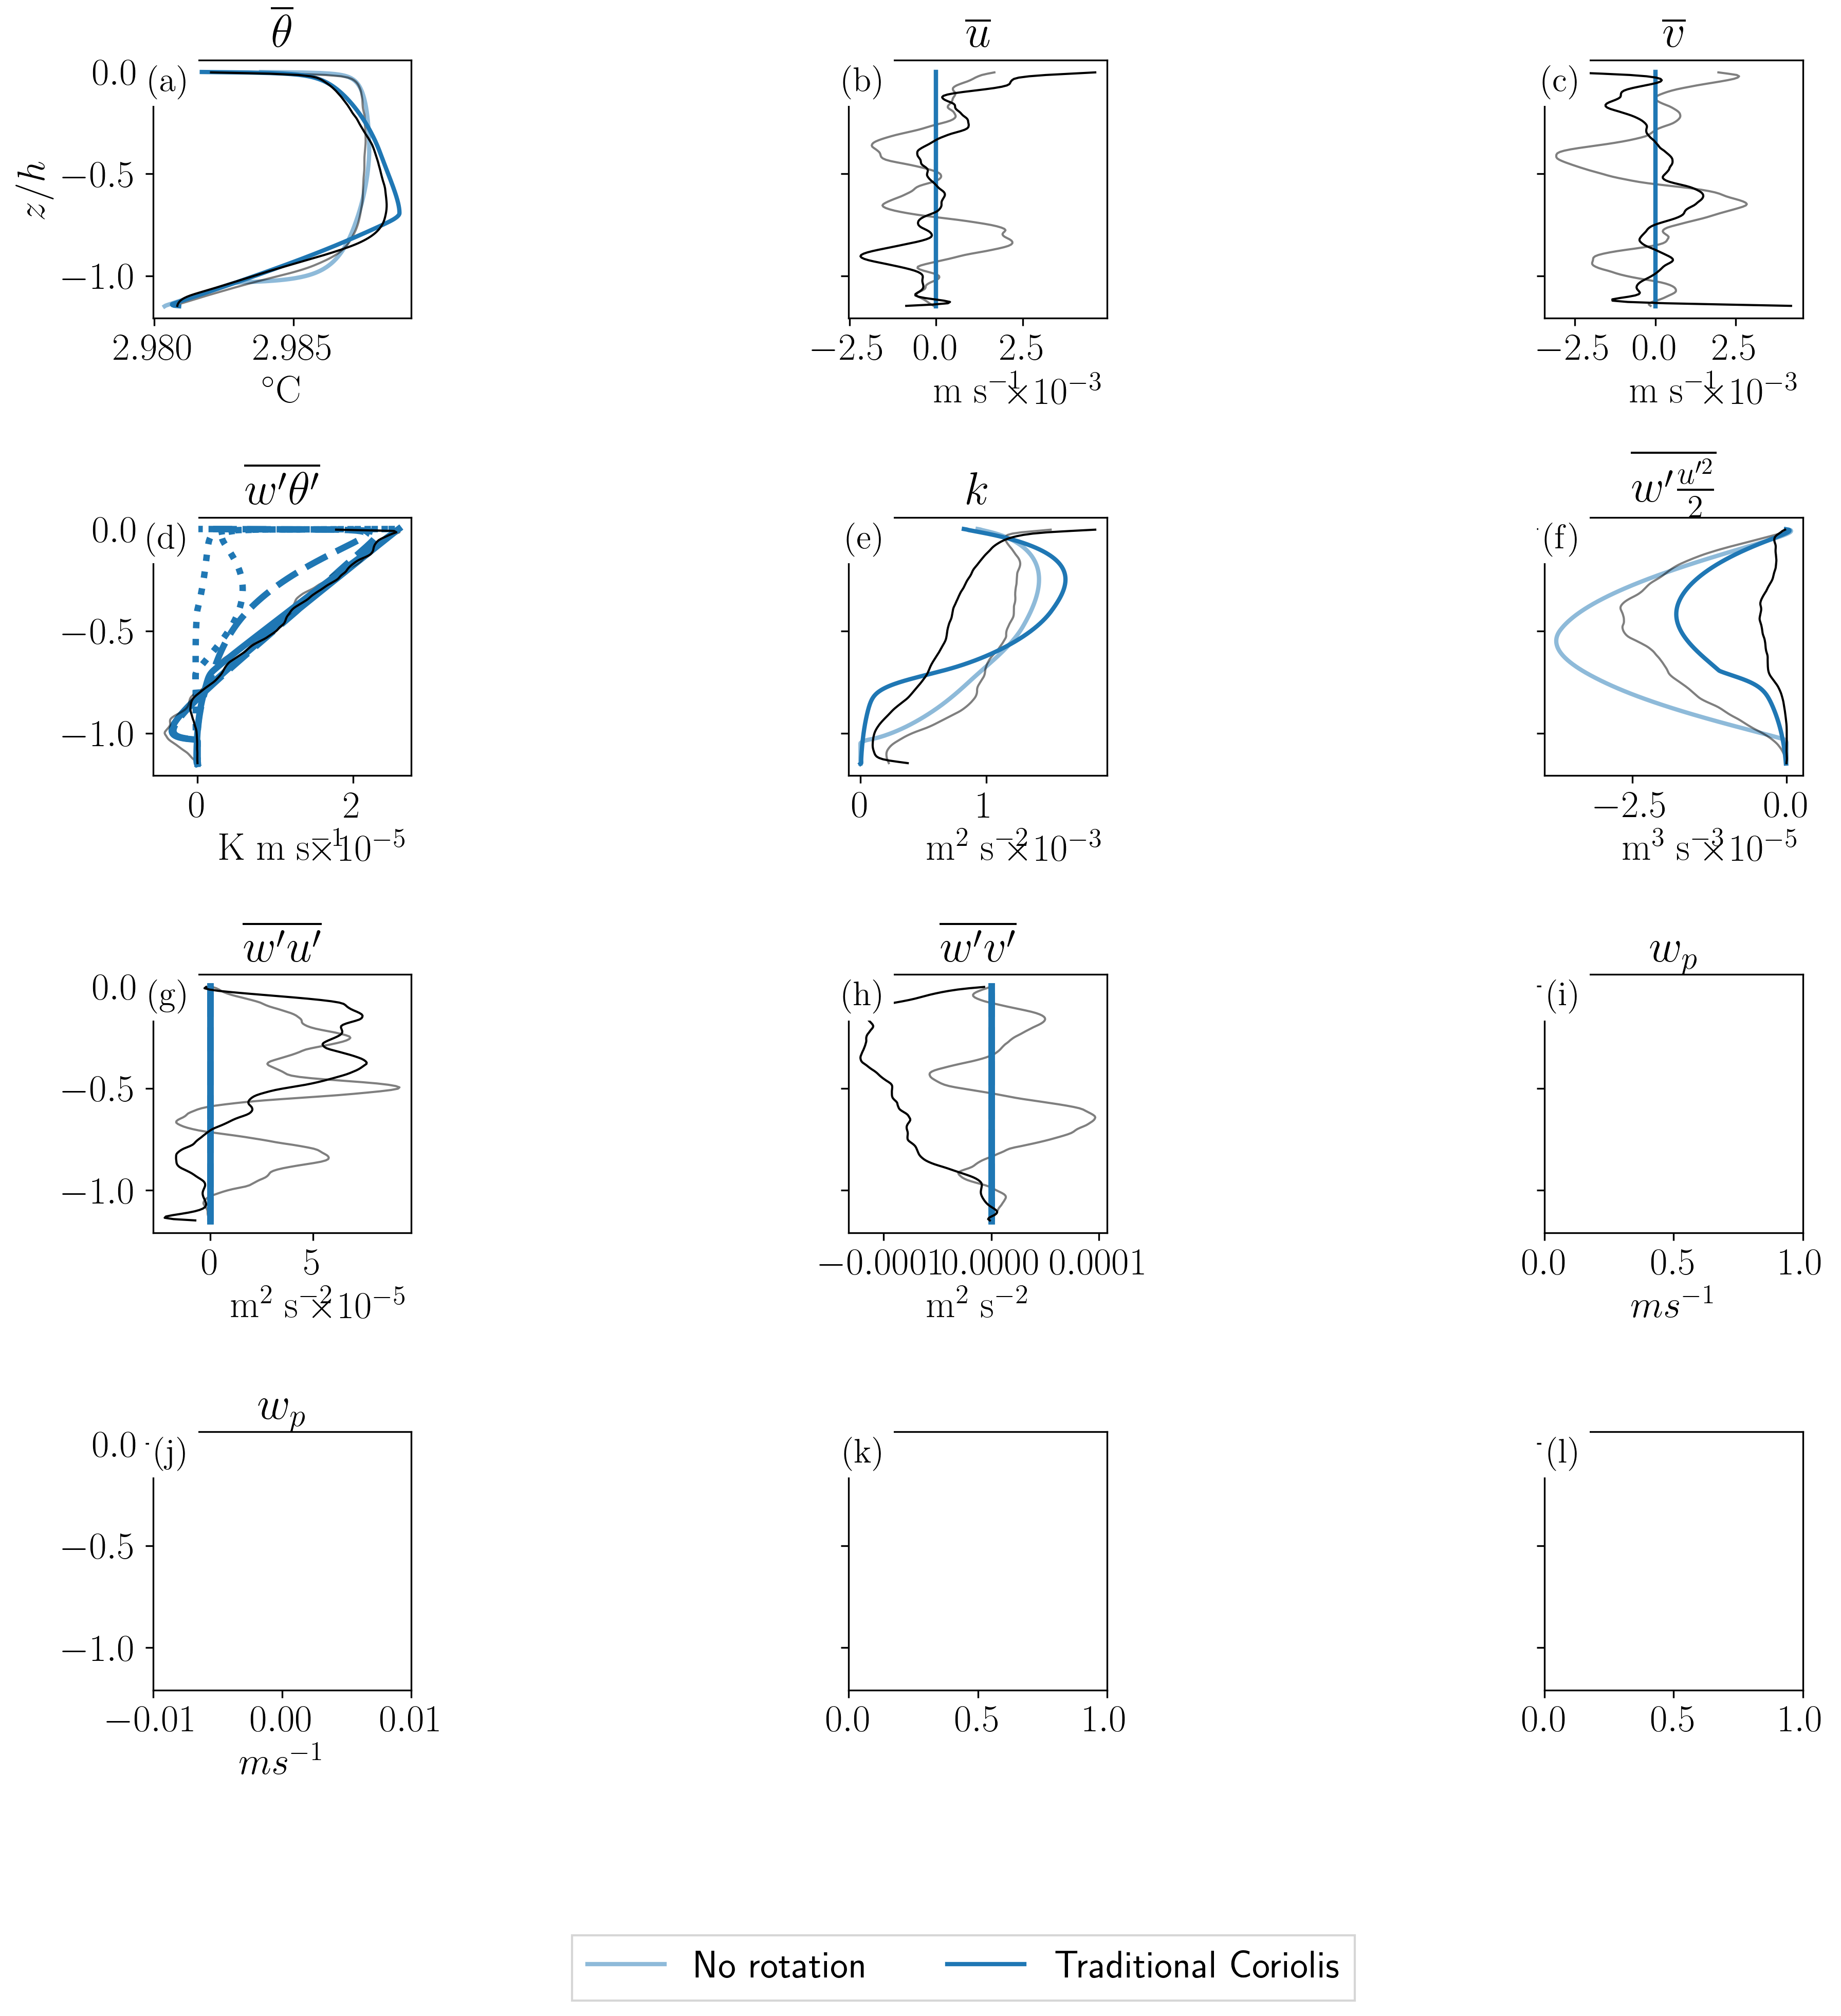 θ̅ u̅ v̅
(a) (b) (c)
0.0
−0.5
−1.0
z/h
2.980 2.985
−2.5 0.0 2.5
−2.5 0.0 2.5
°C
m s⁻¹ ×10⁻³
m s⁻¹ ×10⁻³
w′θ′ k w′u′²/2
(d) (e) (f)
0.0
−0.5
−1.0
0 2
0 1
−2.5 0.0
K m s⁻¹ ×10⁻⁵
m² s⁻² ×10⁻³
m³ s⁻³ ×10⁻⁵
w′u′ w′v′ wₚ
(g) (h) (i)
0.0
−0.5
−1.0
0 5
−0.0001 0.0000 0.0001
0.0 0.5 1.0
m² s⁻² ×10⁻⁵
m² s⁻²
ms⁻¹
wₚ
(j) (k) (l)
0.0
−0.5
−1.0
−0.01 0.00 0.01
0.0 0.5 1.0
0.0 0.5 1.0
ms⁻¹
No rotation Traditional Coriolis